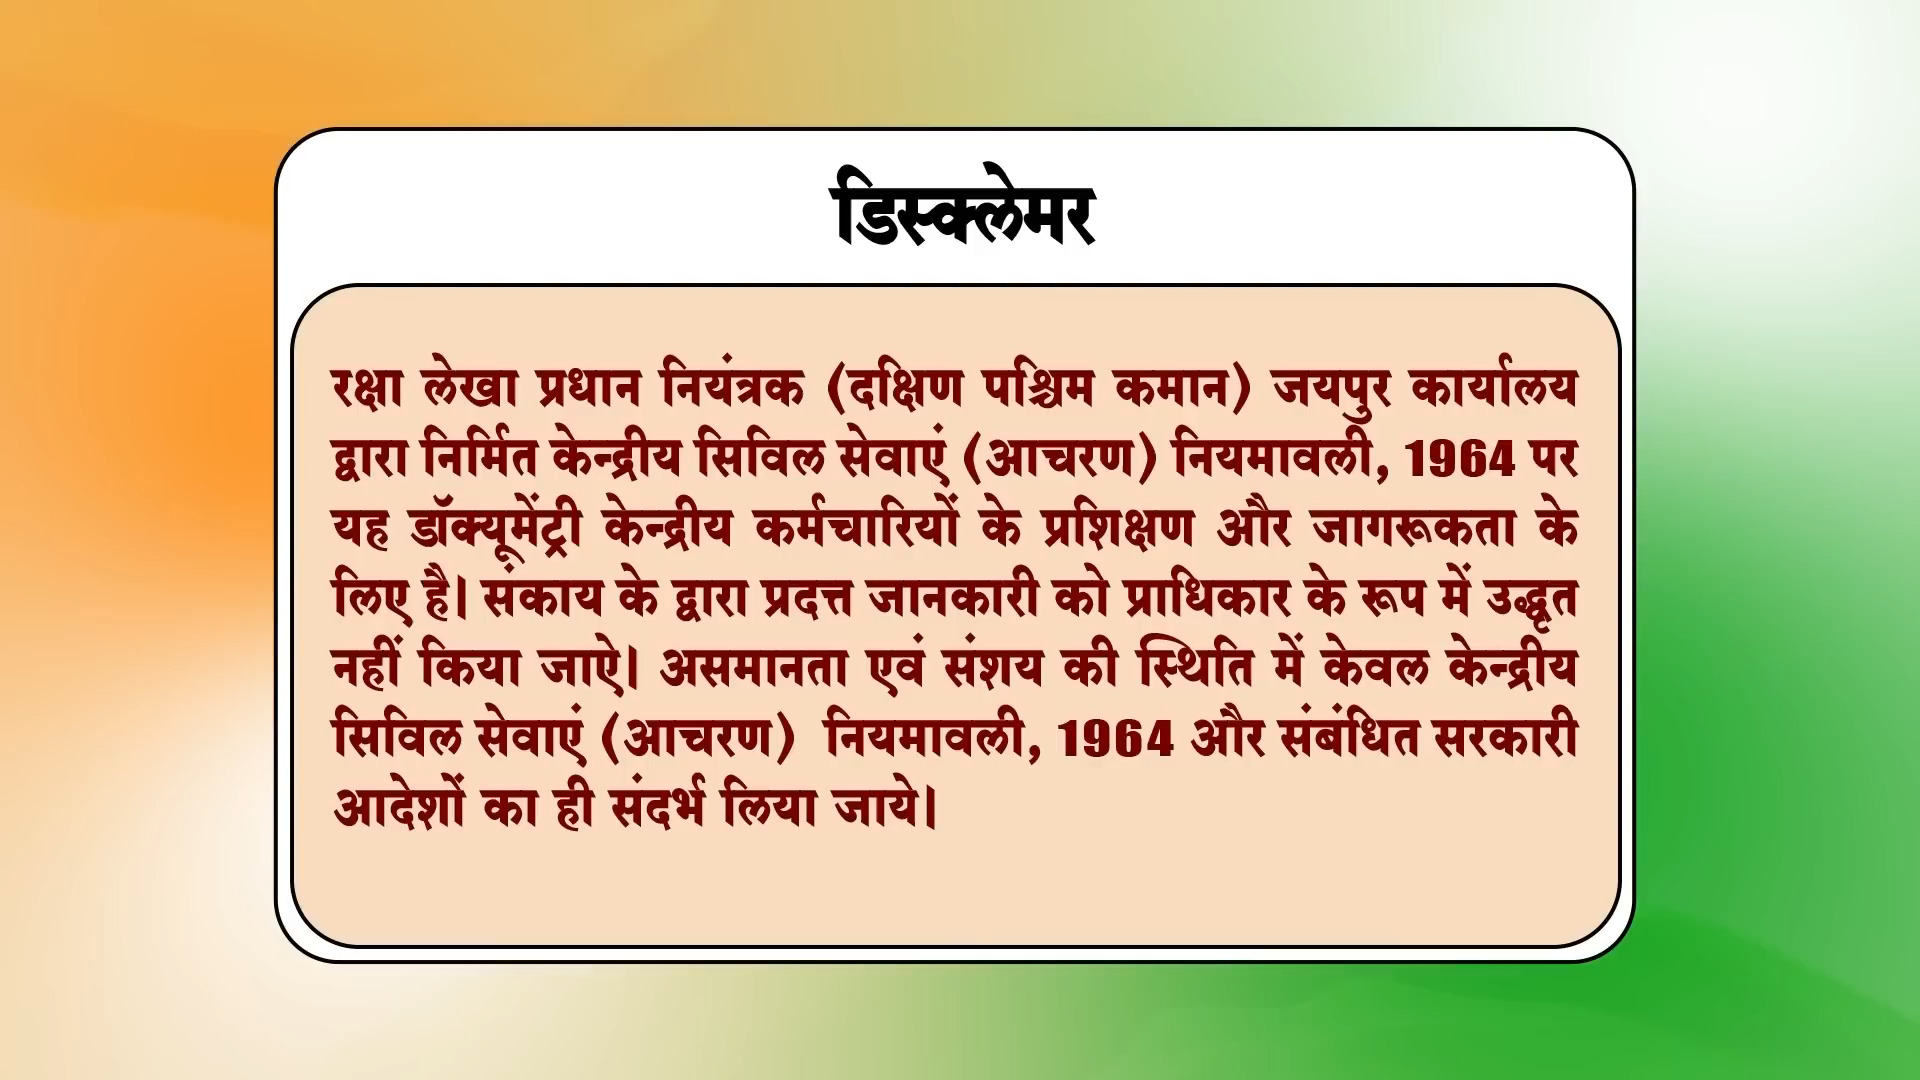 डिस्क्लेमर
रक्षा लेखा प्रधान नियंत्रक (दक्षिण पश्चिम कमान) जयपुर कार्यालय
द्वारा निर्मित केन्द्रीय सिविल सेवाएं (आचरण) नियमावली, 1964 पर
यह डॉक्यूमेंट्री केन्द्रीय कर्मचारियों के प्रशिक्षण और जागरूकता के
लिए है। संकाय के द्वारा प्रदत्त जानकारी को प्राधिकार के रूप में उद्धृत
नहीं किया जाऐ। असमानता एवं संशय की स्थिति में केवल केन्द्रीय
सिविल सेवाएं (आचरण) नियमावली, 1964 और संबंधित सरकारी
आदेशों का ही संदर्भ लिया जाये।